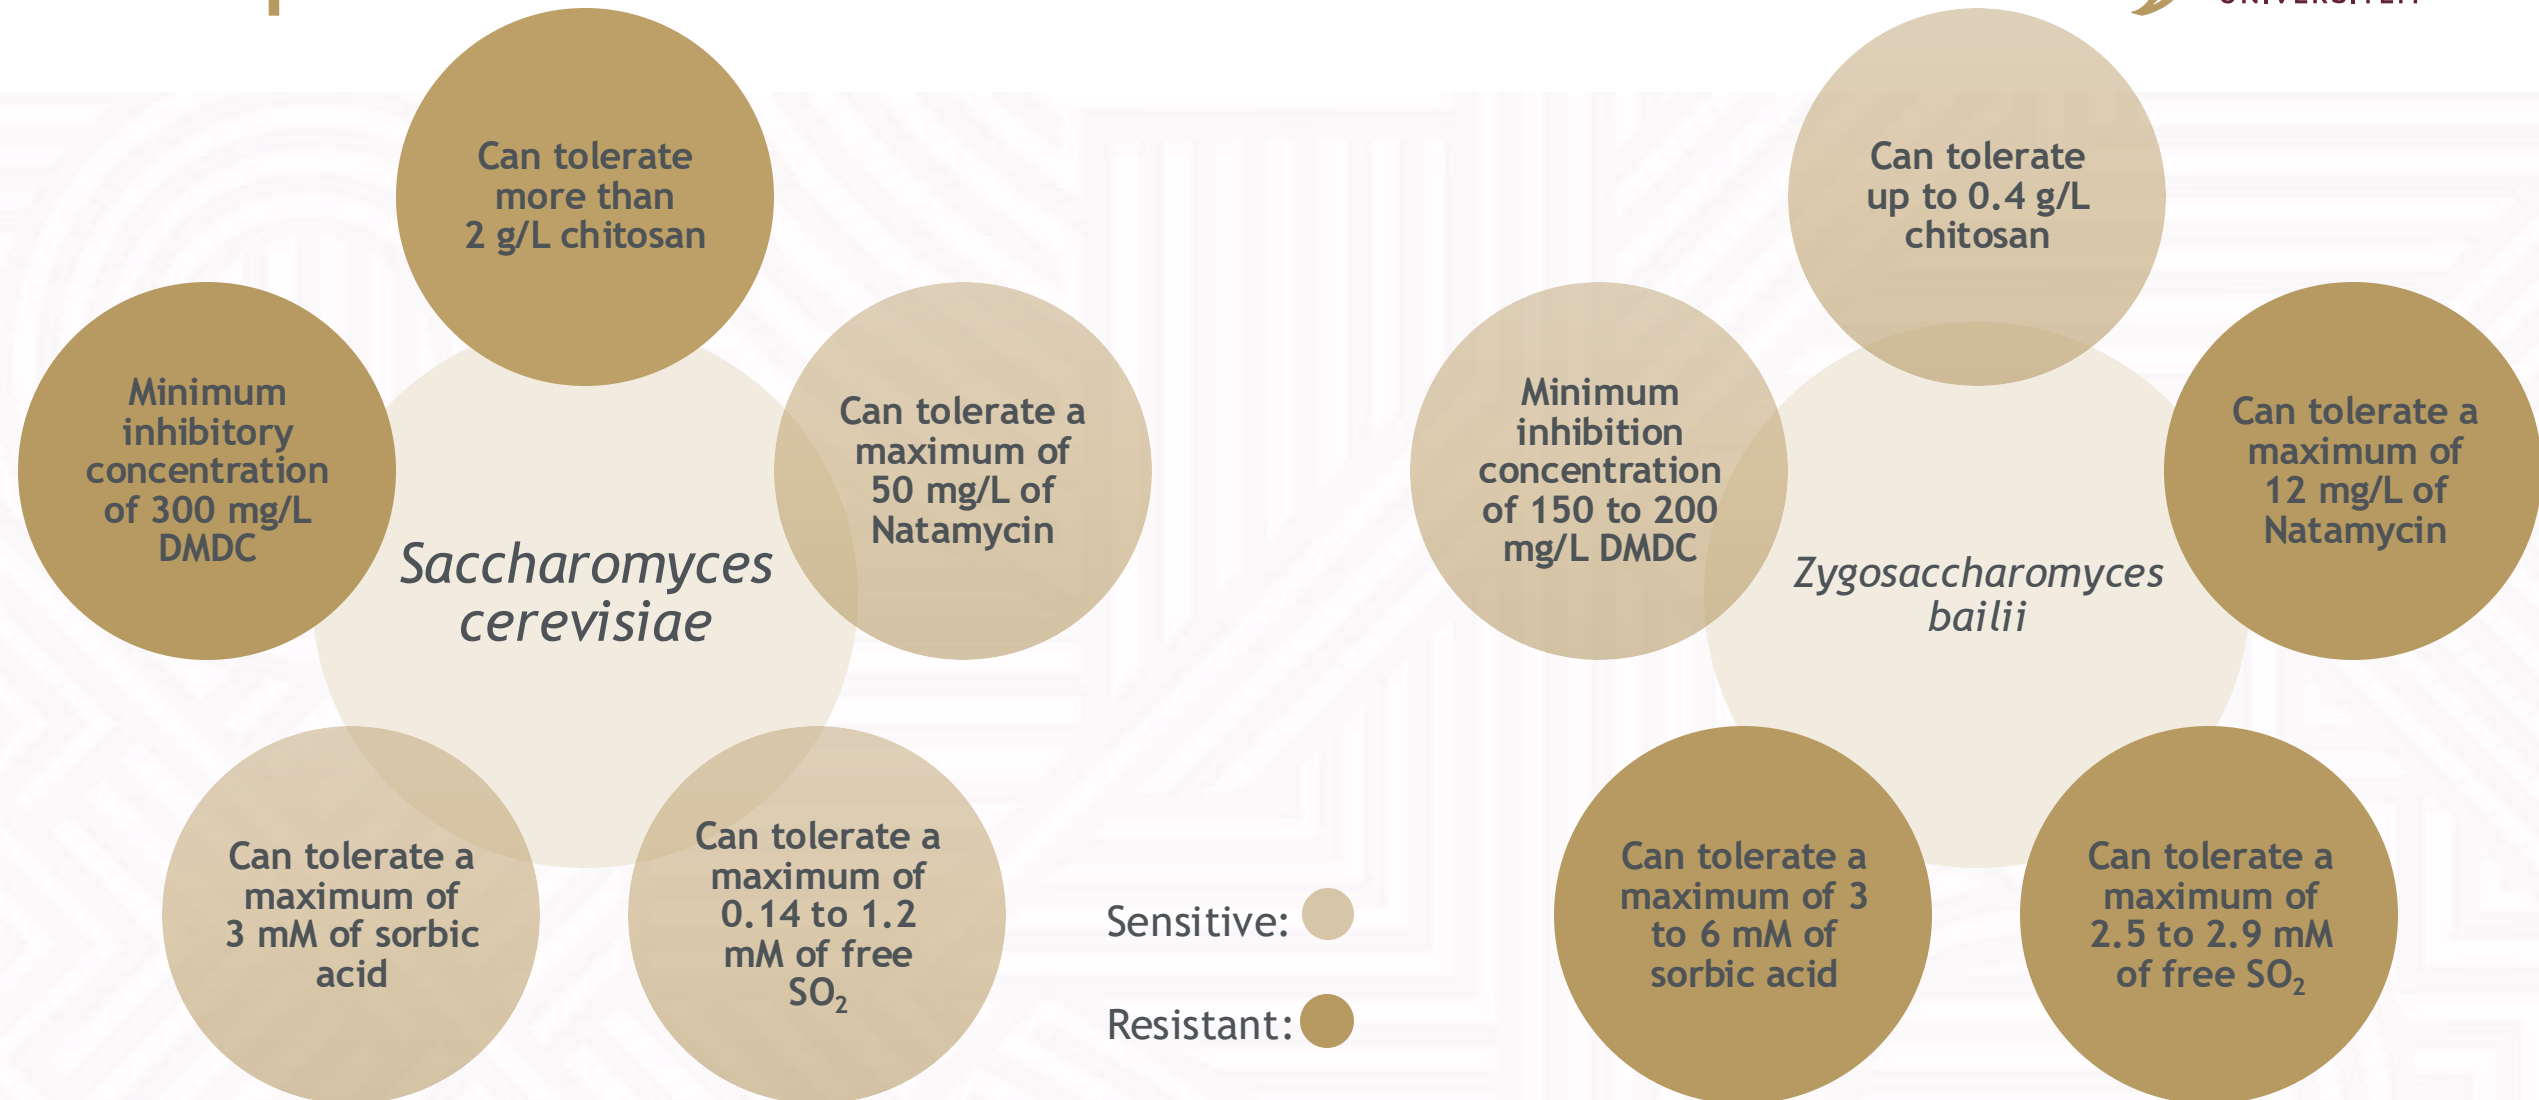 Can tolerate
more than
2 g/L chitosan
Minimum
inhibitory
concentration
of 300 mg/L
DMDC
Can tolerate a
maximum of
50 mg/L of
Natamycin
Saccharomyces
cerevisiae
Can tolerate a
maximum of
3 mM of sorbic
acid
Can tolerate a
maximum of
0.14 to 1.2
mM of free
SO₂
Sensitive:
Resistant:
Can tolerate
up to 0.4 g/L
chitosan
Minimum
inhibition
concentration
of 150 to 200
mg/L DMDC
Can tolerate a
maximum of
12 mg/L of
Natamycin
Zygosaccharomyces
bailii
Can tolerate a
maximum of 3
to 6 mM of
sorbic acid
Can tolerate a
maximum of
2.5 to 2.9 mM
of free SO₂